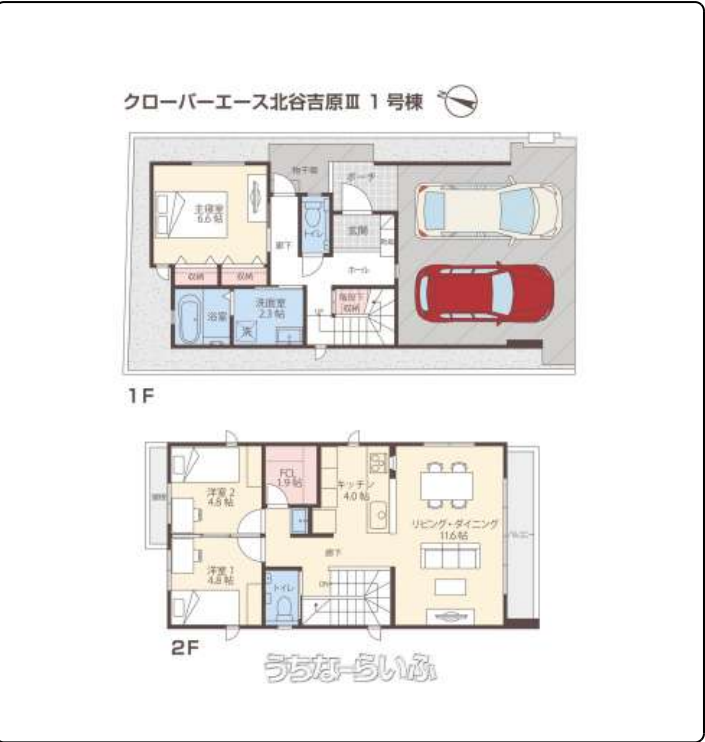 クローバーエース北谷吉原Ⅲ 1号棟
物干場
ポーチ
主寝室
6.6帖
トイレ
玄関
廊下
ホール
収納
収納
浴室
洗面室
2.3帖
洗
UP
階段下
収納
1F
FCL
1.9帖
キッチン
4.0帖
洋室2
4.8帖
リビング・ダイニング
11.6帖
廊下
洋室1
4.8帖
トイレ
DN
2F
うちなーらいふ